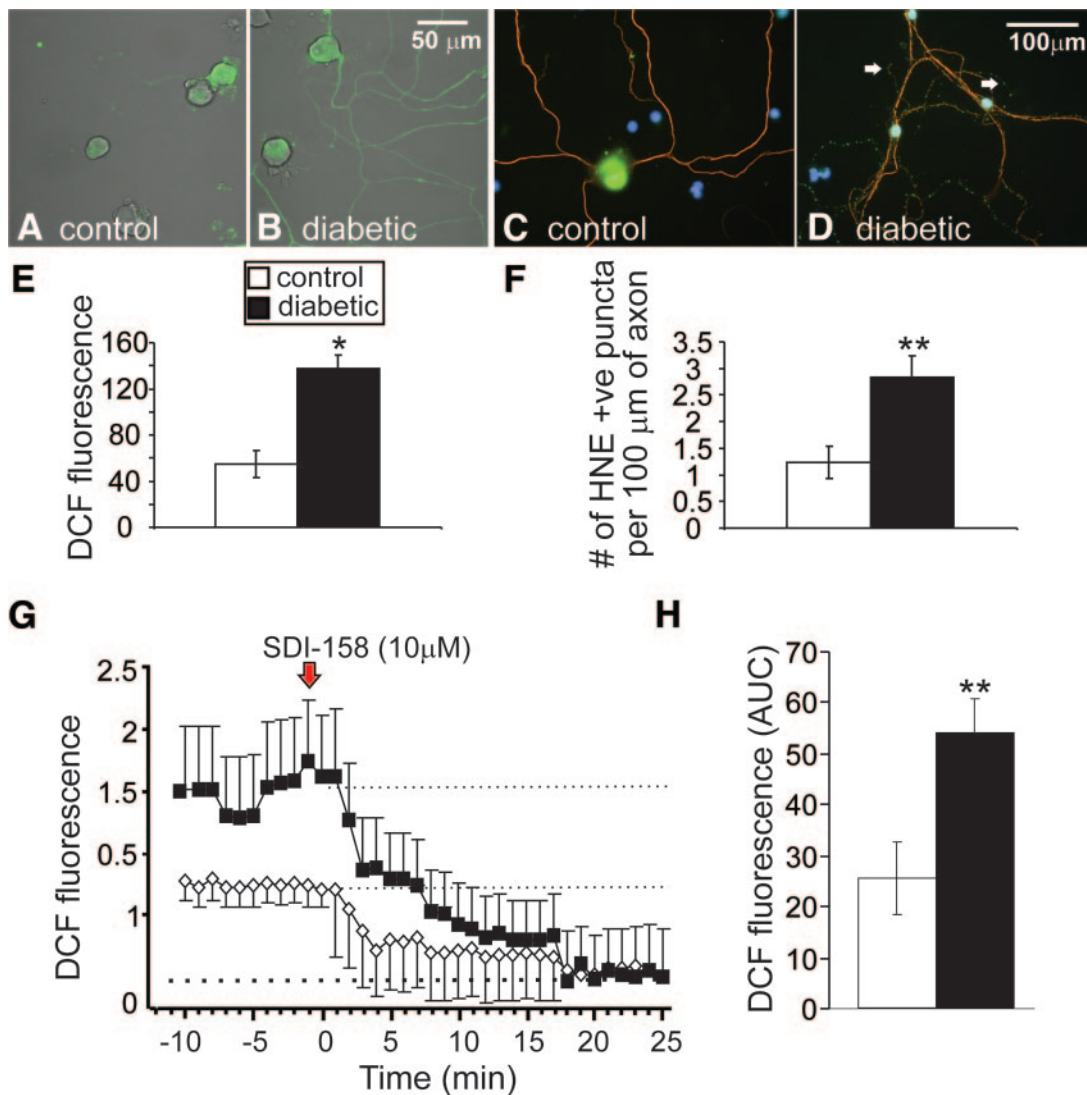 50 μm
100μm
A control
B diabetic
C control
D diabetic
E
control
diabetic
DCF fluorescence
160
120
80
40
0
*
F
# of HNE +ve puncta
per 100 μm of axon
3.5
3
2.5
2
1.5
1
0.5
0
**
G
SDI-158 (10μM)
DCF fluorescence
2.5
2
1.5
0.5
1
0
-10 -5 0 5 10 15 20 25
Time (min)
H
DCF fluorescence (AUC)
70
60
50
40
30
20
10
0
**